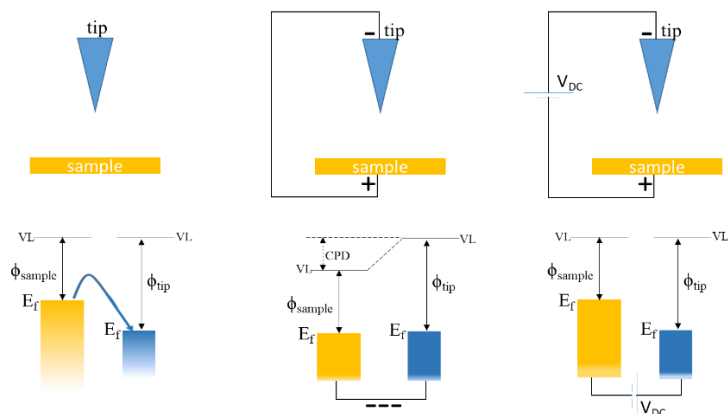 tip
sample
- tip
sample
+
- tip
V_DC
sample
+
VL VL
ϕ_sample
ϕ_tip
E_f
E_f
CPD
VL
VL
ϕ_sample
ϕ_tip
E_f
E_f
---
VL VL
ϕ_sample
ϕ_tip
E_f
E_f
V_DC